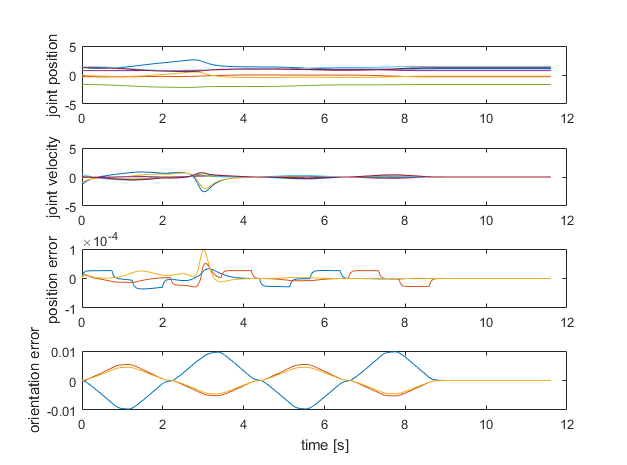 joint position
5
0
-5
0 2 4 6 8 10 12
joint velocity
5
0
-5
0 2 4 6 8 10 12
×10-4
position error
1
0
-1
0 2 4 6 8 10 12
orientation error
0.01
0
-0.01
0 2 4 6 8 10 12
time [s]